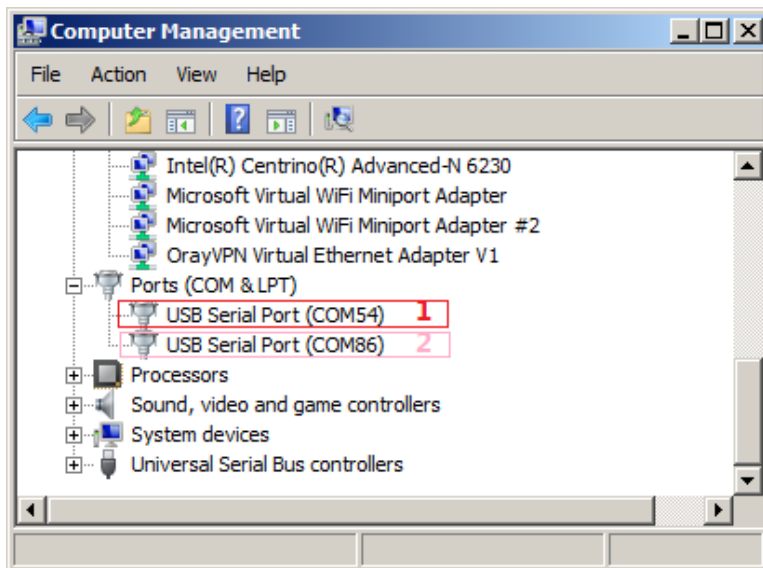 Computer Management
File Action View Help
Intel(R) Centrino(R) Advanced-N 6230
Microsoft Virtual WiFi Miniport Adapter
Microsoft Virtual WiFi Miniport Adapter #2
OrayVPN Virtual Ethernet Adapter V1
Ports (COM & LPT)
USB Serial Port (COM54) 1
USB Serial Port (COM86) 2
Processors
Sound, video and game controllers
System devices
Universal Serial Bus controllers